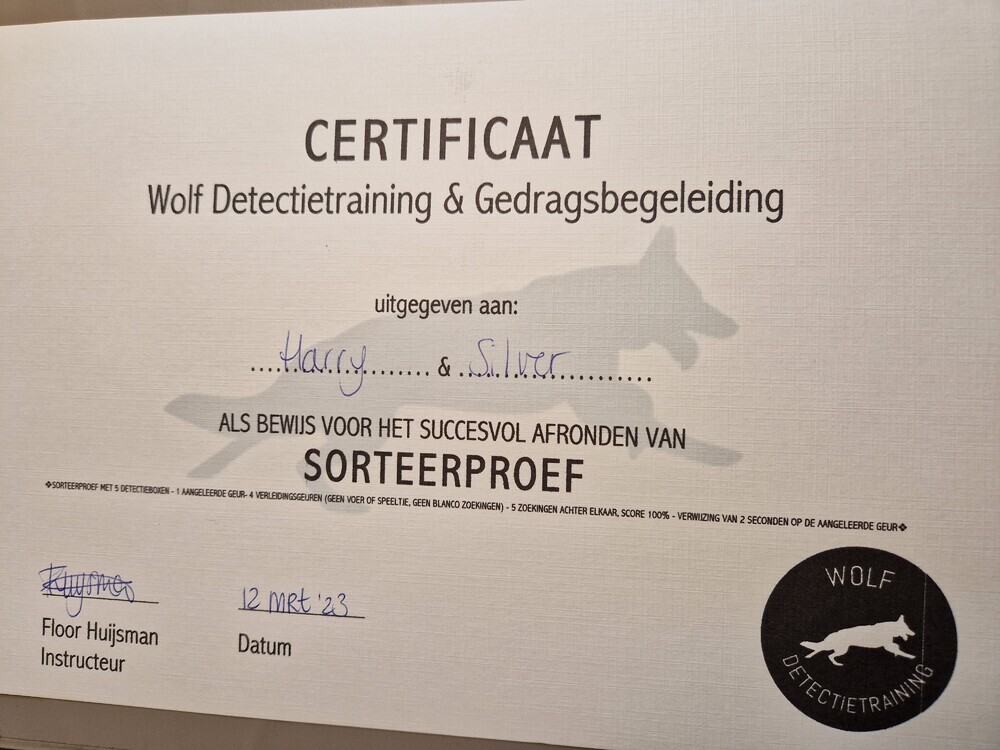 CERTIFICAAT
Wolf Detectietraining & Gedragsbegeleiding
uitgegeven aan:
....Harry........ & ..Silver............
ALS BEWIJS VOOR HET SUCCESVOL AFRONDEN VAN
SORTEERPROEF
❖SORTEERPROEF MET 5 DETECTIEBOXEN - 1 AANGELEERDE GEUR- 4 VERLEIDINGSGEUREN (GEEN VOER OF SPEELTJE, GEEN BLANCO ZOEKINGEN) - 5 ZOEKINGEN ACHTER ELKAAR, SCORE 100% - VERWIJZING VAN 2 SECONDEN OP DE AANGELEERDE GEUR❖
12 MRt '23
Floor Huijsman
Instructeur
Datum
WOLF
DETECTIETRAINING